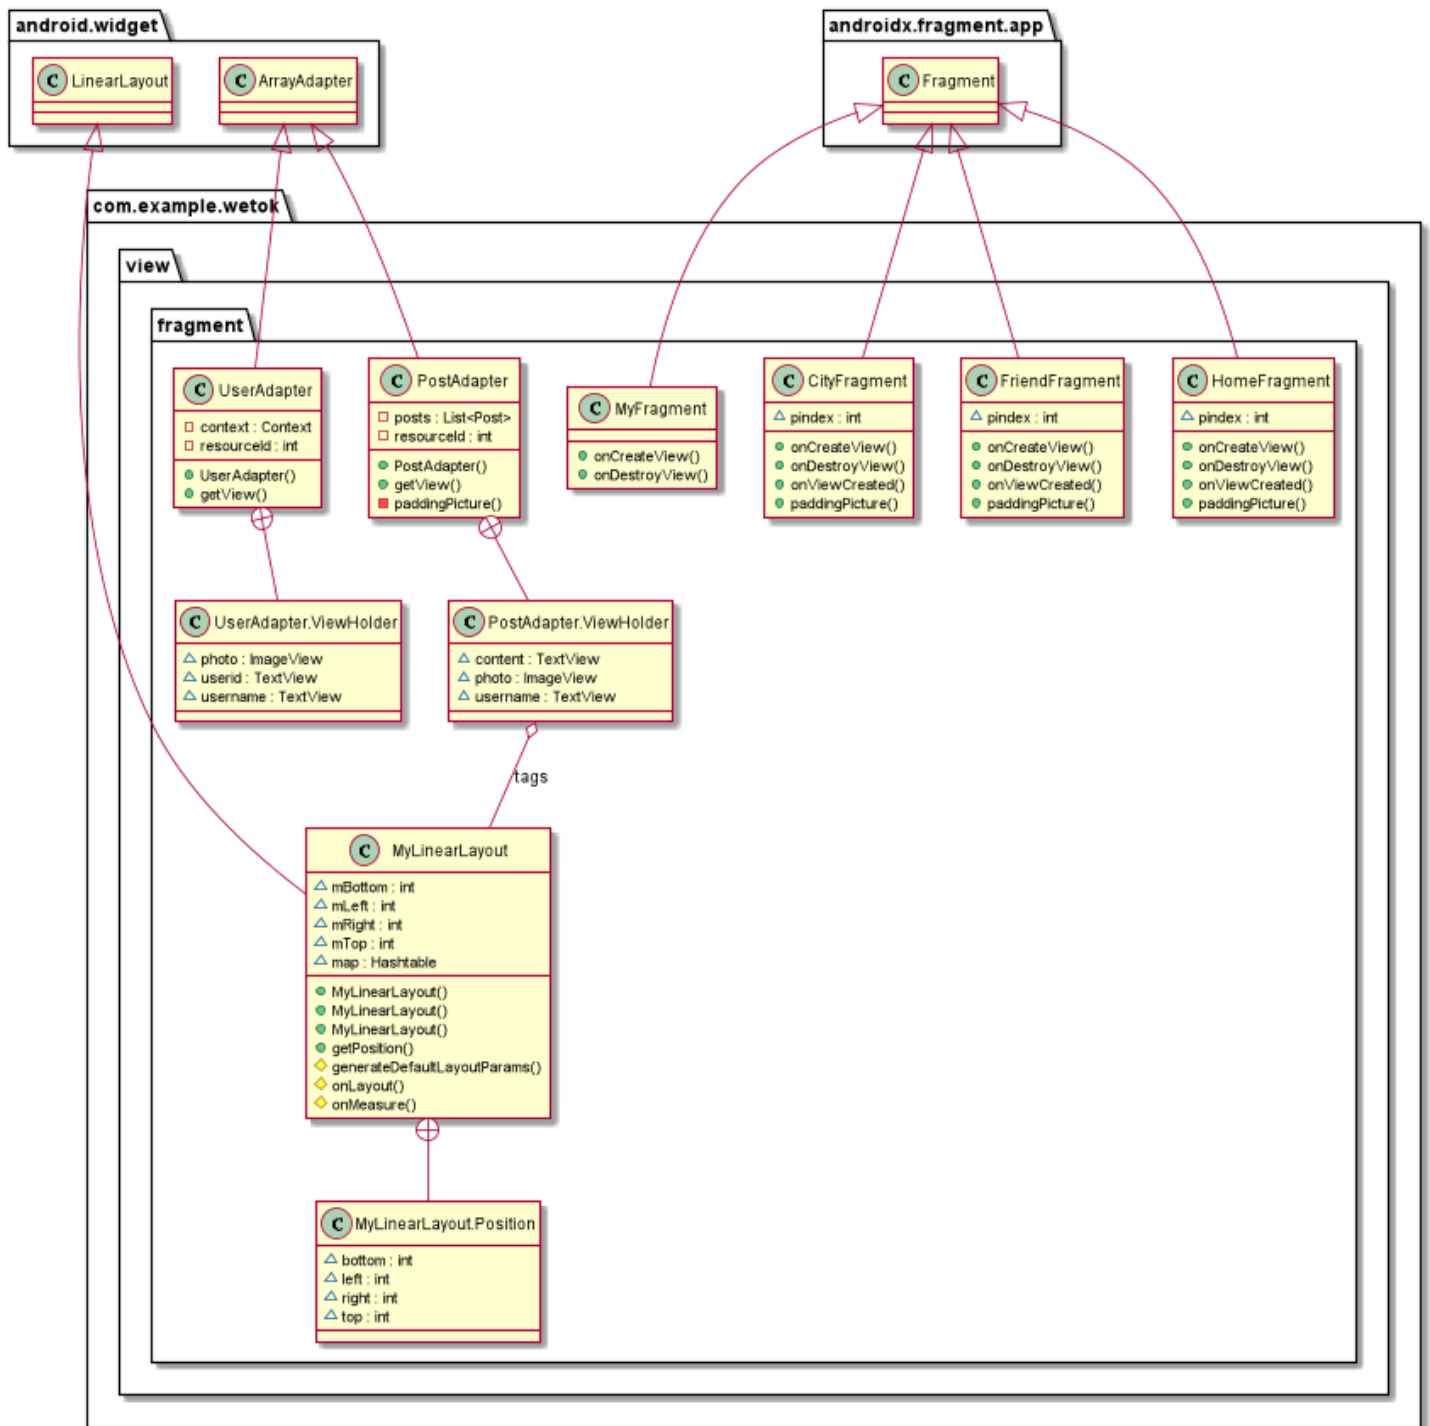 android.widget
C LinearLayout
C ArrayAdapter
androidx.fragment.app
C Fragment
com.example.wetok
view
fragment
C UserAdapter
context : Context
resourceId : int
UserAdapter()
getView()
C PostAdapter
posts : List<Post>
resourceId : int
PostAdapter()
getView()
paddingPicture()
C MyFragment
onCreateView()
onDestroyView()
C CityFragment
pindex : int
onCreateView()
onDestroyView()
onViewCreated()
paddingPicture()
C FriendFragment
pindex : int
onCreateView()
onDestroyView()
onViewCreated()
paddingPicture()
C HomeFragment
pindex : int
onCreateView()
onDestroyView()
onViewCreated()
paddingPicture()
C UserAdapter.ViewHolder
photo : ImageView
userid : TextView
username : TextView
C PostAdapter.ViewHolder
content : TextView
photo : ImageView
username : TextView
tags
C MyLinearLayout
mBottom : int
mLeft : int
mRight : int
mTop : int
map : Hashtable
MyLinearLayout()
MyLinearLayout()
MyLinearLayout()
getPosition()
generateDefaultLayoutParams()
onLayout()
onMeasure()
C MyLinearLayout.Position
bottom : int
left : int
right : int
top : int